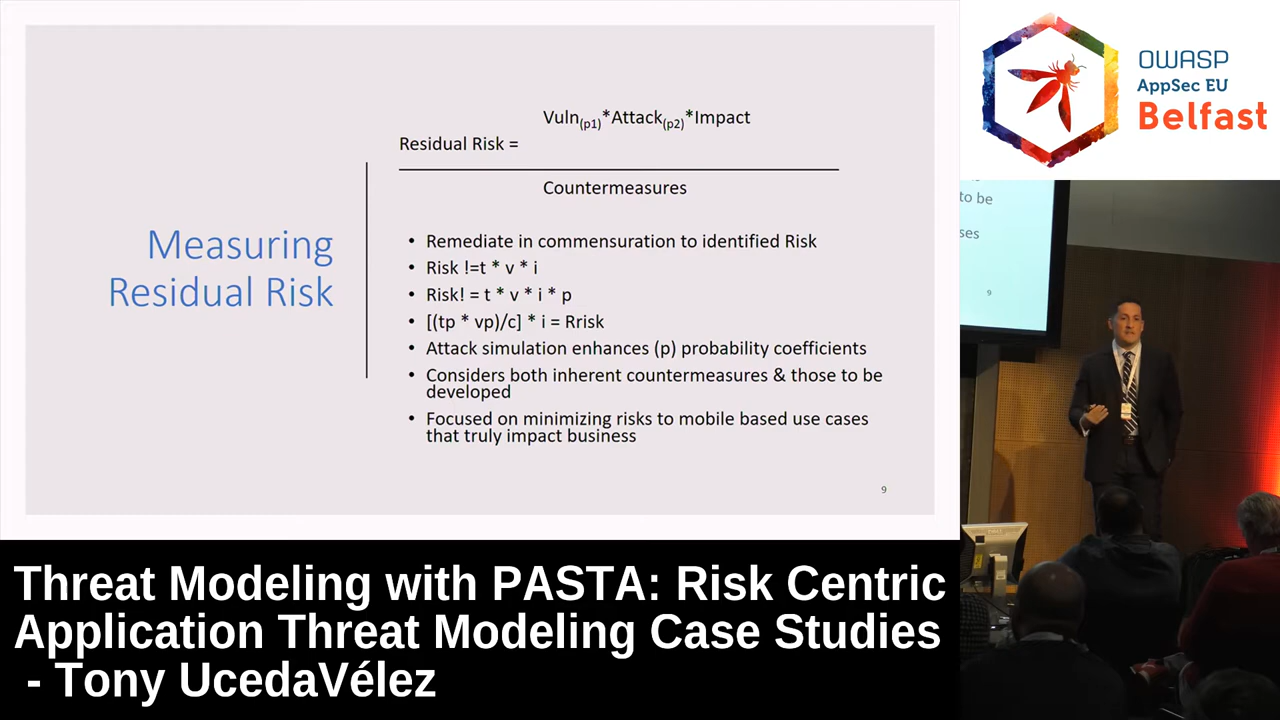 Vuln(p1)*Attack(p2)*Impact
Residual Risk =
Countermeasures
Measuring
Residual Risk
• Remediate in commensuration to identified Risk
• Risk !=t * v * i
• Risk! = t * v * i * p
• [(tp * vp)/c] * i = Rrisk
• Attack simulation enhances (p) probability coefficients
• Considers both inherent countermeasures & those to be
developed
• Focused on minimizing risks to mobile based use cases
that truly impact business
9
OWASP
AppSec EU
Belfast
to be
ses
9
Threat Modeling with PASTA: Risk Centric
Application Threat Modeling Case Studies
- Tony UcedaVélez